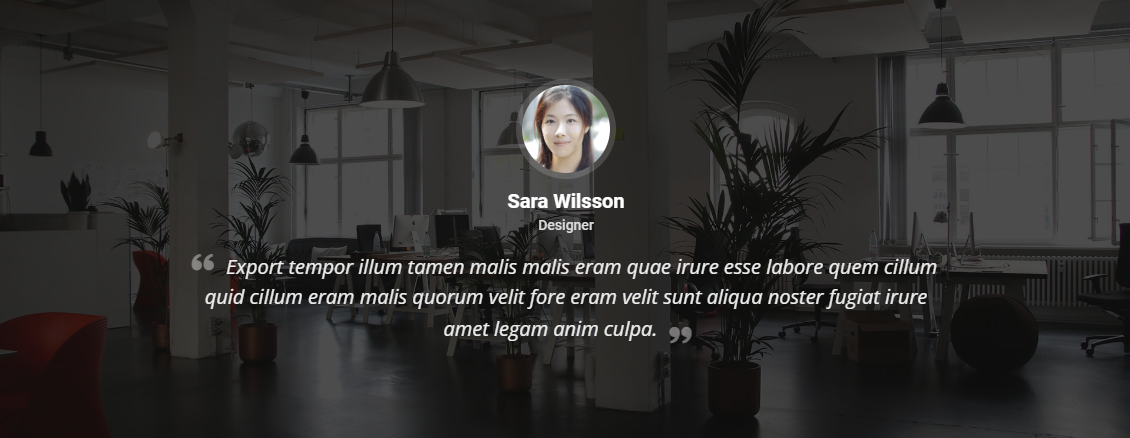 Sara Wilsson
Designer
“ Export tempor illum tamen malis malis eram quae irure esse labore quem cillum
quid cillum eram malis quorum velit fore eram velit sunt aliqua noster fugiat irure
amet legam anim culpa. ”